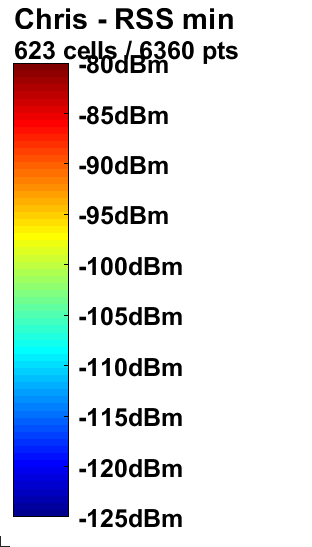 Chris - RSS min
623 cells / 6360 pts
-80dBm
-85dBm
-90dBm
-95dBm
-100dBm
-105dBm
-110dBm
-115dBm
-120dBm
-125dBm